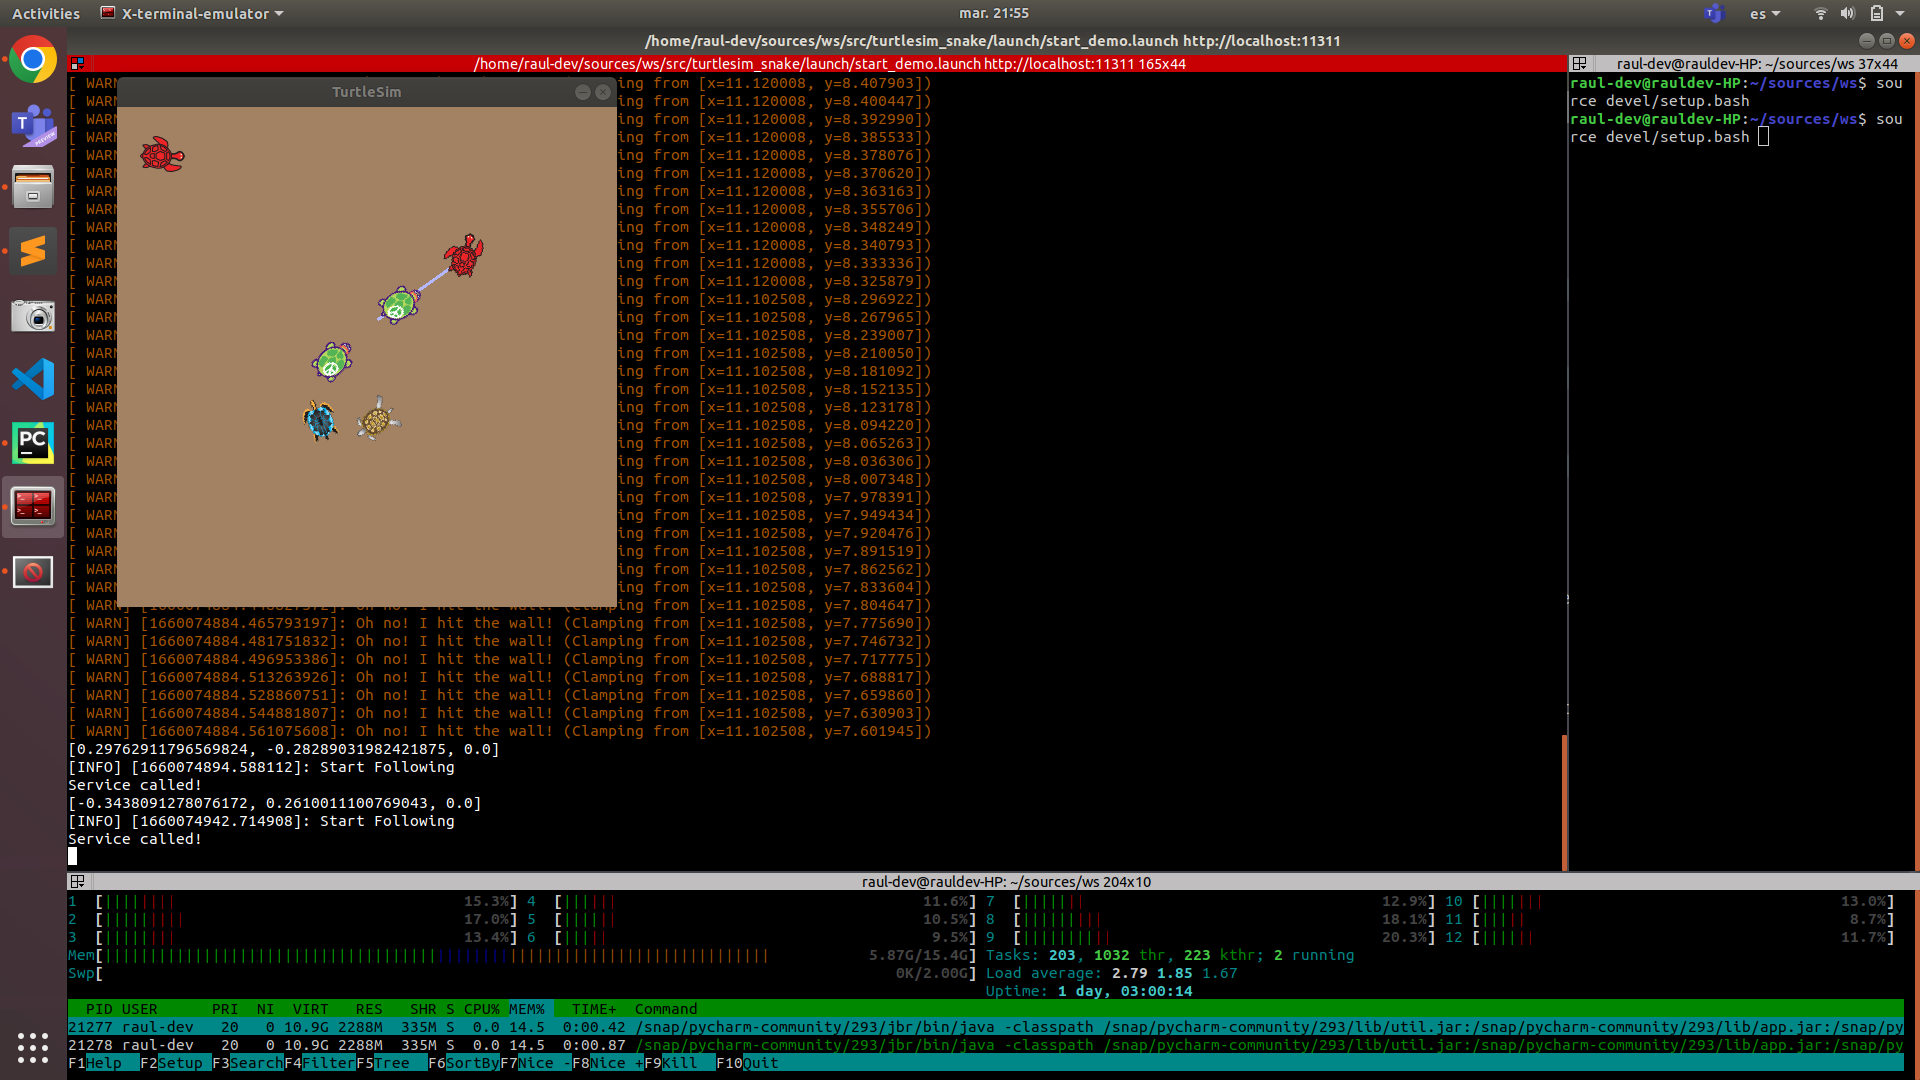 Activities
X-terminal-emulator
mar. 21:55
es
/home/raul-dev/sources/ws/src/turtlesim_snake/launch/start_demo.launch http://localhost:11311
/home/raul-dev/sources/ws/src/turtlesim_snake/launch/start_demo.launch http://localhost:11311 165x44
[ WARN ing from [x=11.120008, y=8.407903])
TurtleSim
[ WARN ing from [x=11.120008, y=8.400447])
[ WARN ing from [x=11.120008, y=8.392990])
[ WARN ing from [x=11.120008, y=8.385533])
[ WARN ing from [x=11.120008, y=8.378076])
[ WARN ing from [x=11.120008, y=8.370620])
[ WARN ing from [x=11.120008, y=8.363163])
[ WARN ing from [x=11.120008, y=8.355706])
[ WARN ing from [x=11.120008, y=8.348249])
[ WARN ing from [x=11.120008, y=8.340793])
[ WARN ing from [x=11.120008, y=8.333336])
[ WARN ing from [x=11.120008, y=8.325879])
[ WARN ing from [x=11.102508, y=8.296922])
[ WARN ing from [x=11.102508, y=8.267965])
[ WARN ing from [x=11.102508, y=8.239007])
[ WARN ing from [x=11.102508, y=8.210050])
[ WARN ing from [x=11.102508, y=8.181092])
[ WARN ing from [x=11.102508, y=8.152135])
[ WARN ing from [x=11.102508, y=8.123178])
[ WARN ing from [x=11.102508, y=8.094220])
[ WARN ing from [x=11.102508, y=8.065263])
[ WARN ing from [x=11.102508, y=8.036306])
[ WARN ing from [x=11.102508, y=8.007348])
[ WARN ing from [x=11.102508, y=7.978391])
[ WARN ing from [x=11.102508, y=7.949434])
[ WARN ing from [x=11.102508, y=7.920476])
[ WARN ing from [x=11.102508, y=7.891519])
[ WARN ing from [x=11.102508, y=7.862562])
[ WARN ing from [x=11.102508, y=7.833604])
[ WARN] Oh no! I hit the wall! (Clamping from [x=11.102508, y=7.804647])
[ WARN] [1660074884.465793197]: Oh no! I hit the wall! (Clamping from [x=11.102508, y=7.775690])
[ WARN] [1660074884.481751832]: Oh no! I hit the wall! (Clamping from [x=11.102508, y=7.746732])
[ WARN] [1660074884.496953386]: Oh no! I hit the wall! (Clamping from [x=11.102508, y=7.717775])
[ WARN] [1660074884.513263926]: Oh no! I hit the wall! (Clamping from [x=11.102508, y=7.688817])
[ WARN] [1660074884.528860751]: Oh no! I hit the wall! (Clamping from [x=11.102508, y=7.659860])
[ WARN] [1660074884.544881807]: Oh no! I hit the wall! (Clamping from [x=11.102508, y=7.630903])
[ WARN] [1660074884.561075608]: Oh no! I hit the wall! (Clamping from [x=11.102508, y=7.601945])
[0.29762911796569824, -0.28289031982421875, 0.0]
[INFO] [1660074894.588112]: Start Following
Service called!
[-0.3438091278076172, 0.2610011100769043, 0.0]
[INFO] [1660074942.714908]: Start Following
Service called!
raul-dev@rauldev-HP: ~/sources/ws 37x44
raul-dev@rauldev-HP:~/sources/ws$ sou
rce devel/setup.bash
raul-dev@rauldev-HP:~/sources/ws$ sou
rce devel/setup.bash
T
PREVIEW
PC
raul-dev@rauldev-HP: ~/sources/ws 204x10
1 [ 15.3%] 4 [ 11.6%] 7 [ 12.9%] 10 [ 13.0%]
2 [ 17.0%] 5 [ 10.5%] 8 [ 18.1%] 11 [ 8.7%]
3 [ 13.4%] 6 [ 9.5%] 9 [ 20.3%] 12 [ 11.7%]
Mem[ 5.87G/15.4G] Tasks: 203, 1032 thr, 223 kthr; 2 running
Swp[ 0K/2.00G] Load average: 2.79 1.85 1.67
Uptime: 1 day, 03:00:14
PID USER PRI NI VIRT RES SHR S CPU% MEM% TIME+ Command
21277 raul-dev 20 0 10.9G 2288M 335M S 0.0 14.5 0:00.42 /snap/pycharm-community/293/jbr/bin/java -classpath /snap/pycharm-community/293/lib/util.jar:/snap/pycharm-community/293/lib/app.jar:/snap/py
21278 raul-dev 20 0 10.9G 2288M 335M S 0.0 14.5 0:00.87 /snap/pycharm-community/293/jbr/bin/java -classpath /snap/pycharm-community/293/lib/util.jar:/snap/pycharm-community/293/lib/app.jar:/snap/py
F1Help F2Setup F3SearchF4FilterF5Tree F6SortByF7Nice -F8Nice +F9Kill F10Quit